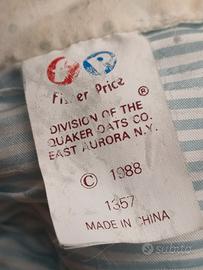 Fisher Price ®
DIVISION OF THE
QUAKER OATS CO.
EAST AURORA N.Y.
© 1988
1357
MADE IN CHINA
subito